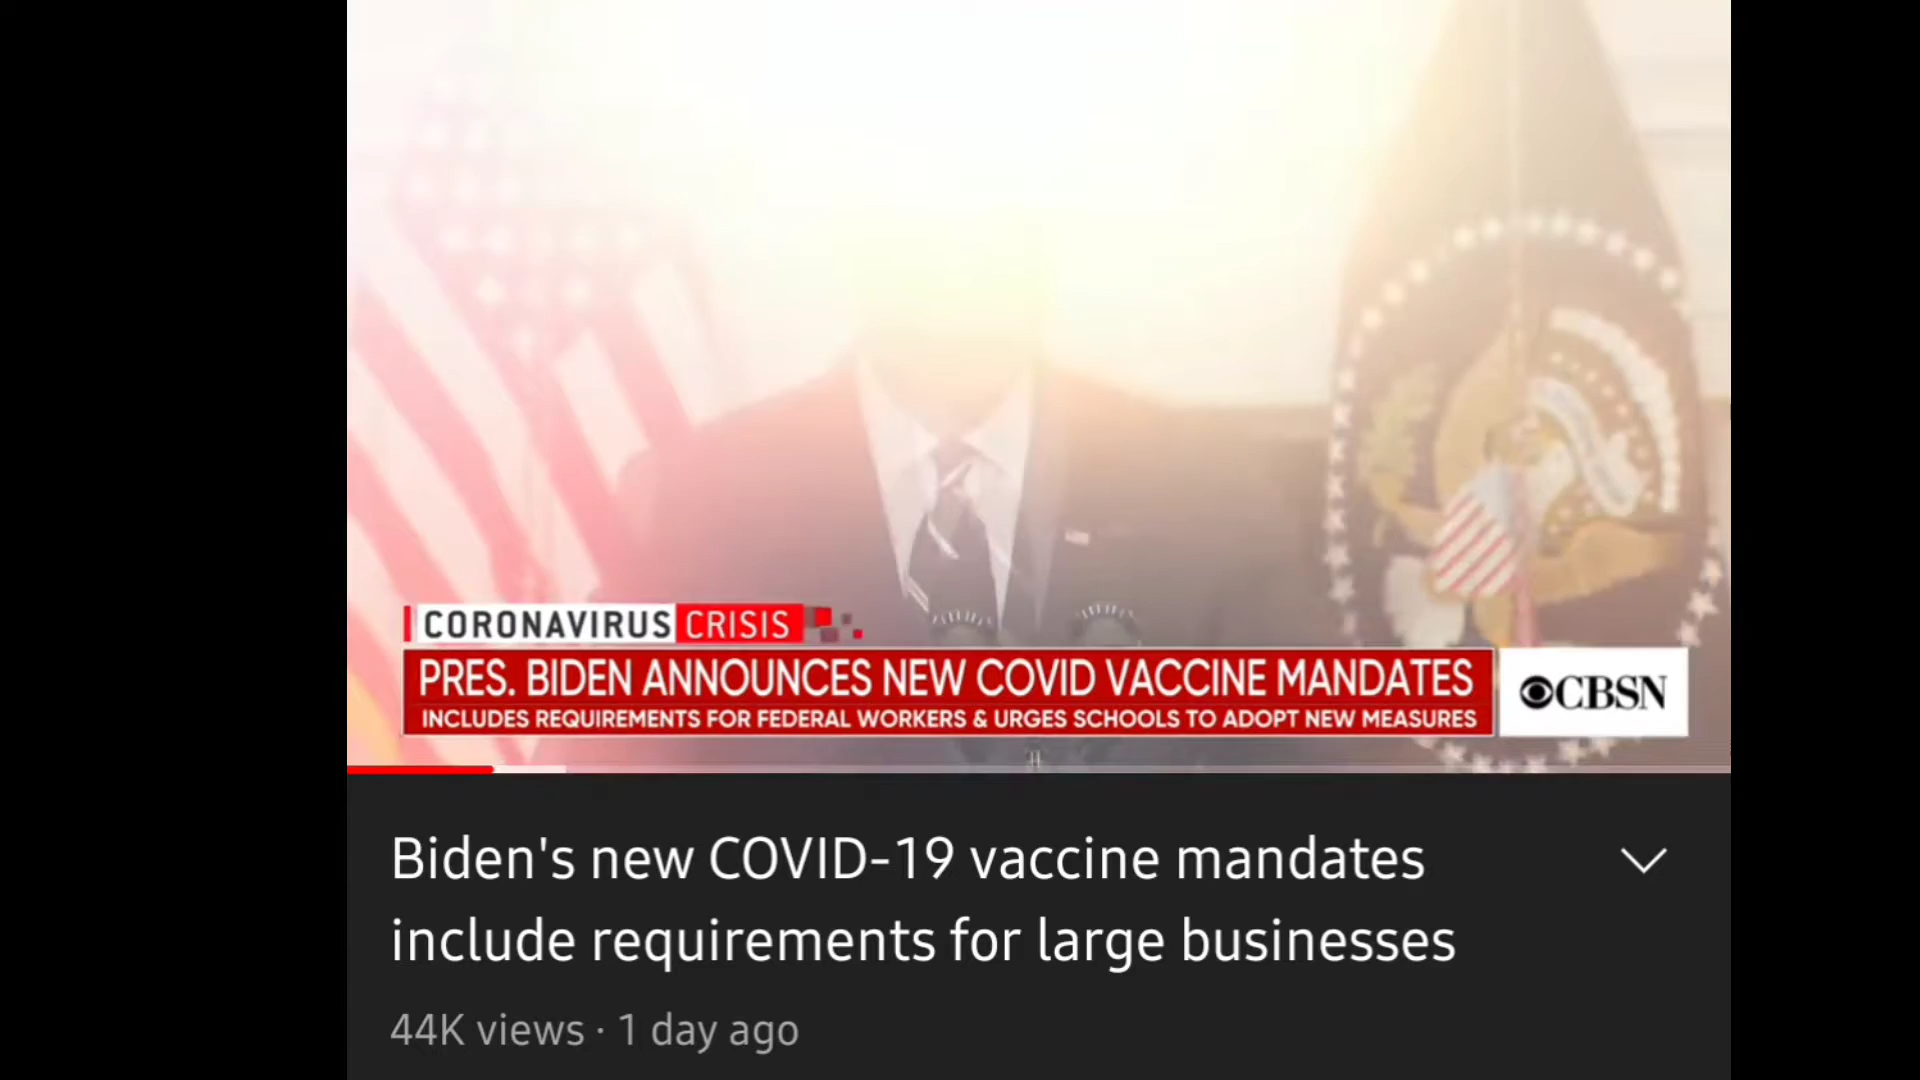 CORONAVIRUS CRISIS
PRES. BIDEN ANNOUNCES NEW COVID VACCINE MANDATES
INCLUDES REQUIREMENTS FOR FEDERAL WORKERS & URGES SCHOOLS TO ADOPT NEW MEASURES
CBSN
Biden's new COVID-19 vaccine mandates
include requirements for large businesses
44K views · 1 day ago